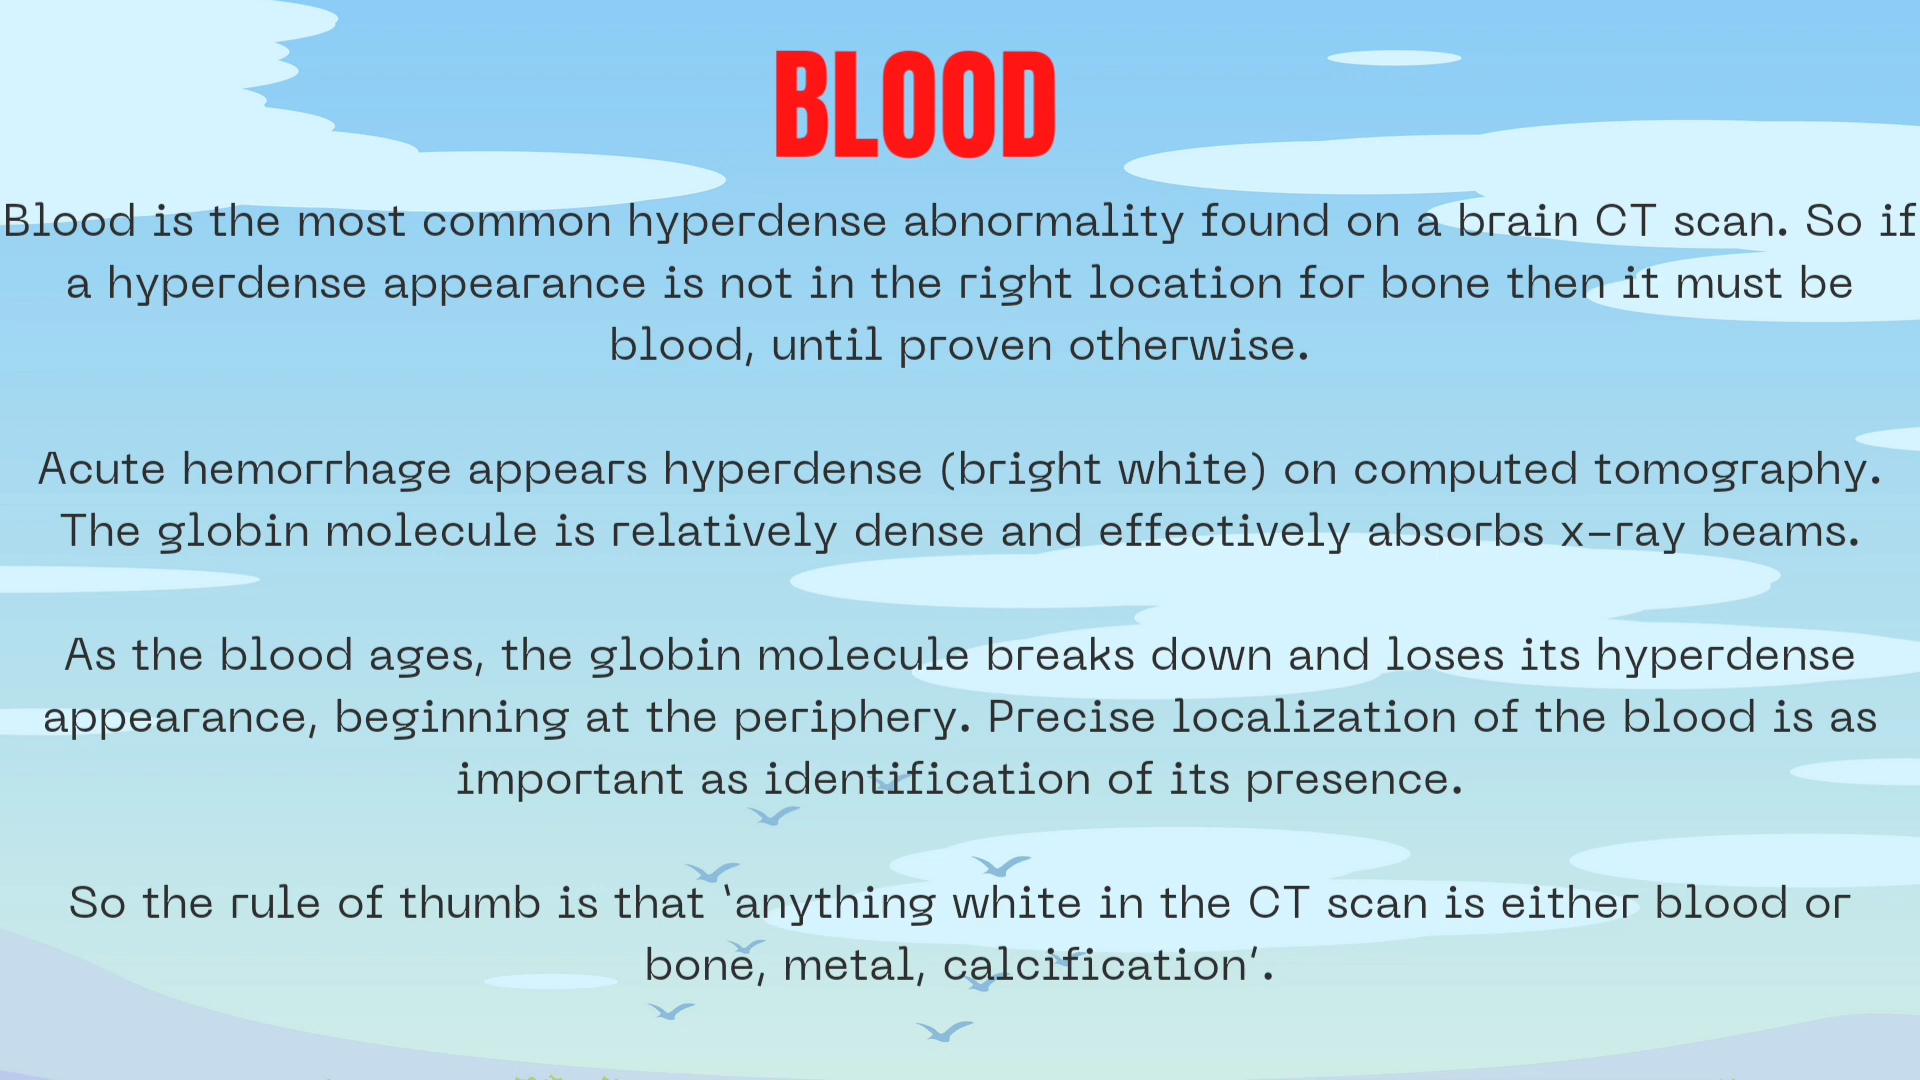 BLOOD
Blood is the most common hyperdense abnormality found on a brain CT scan. So if
a hyperdense appearance is not in the right location for bone then it must be
blood, until proven otherwise.
Acute hemorrhage appears hyperdense (bright white) on computed tomography.
The globin molecule is relatively dense and effectively absorbs x-ray beams.
As the blood ages, the globin molecule breaks down and loses its hyperdense
appearance, beginning at the periphery. Precise localization of the blood is as
important as identification of its presence.
So the rule of thumb is that ‘anything white in the CT scan is either blood or
bone, metal, calcification’.